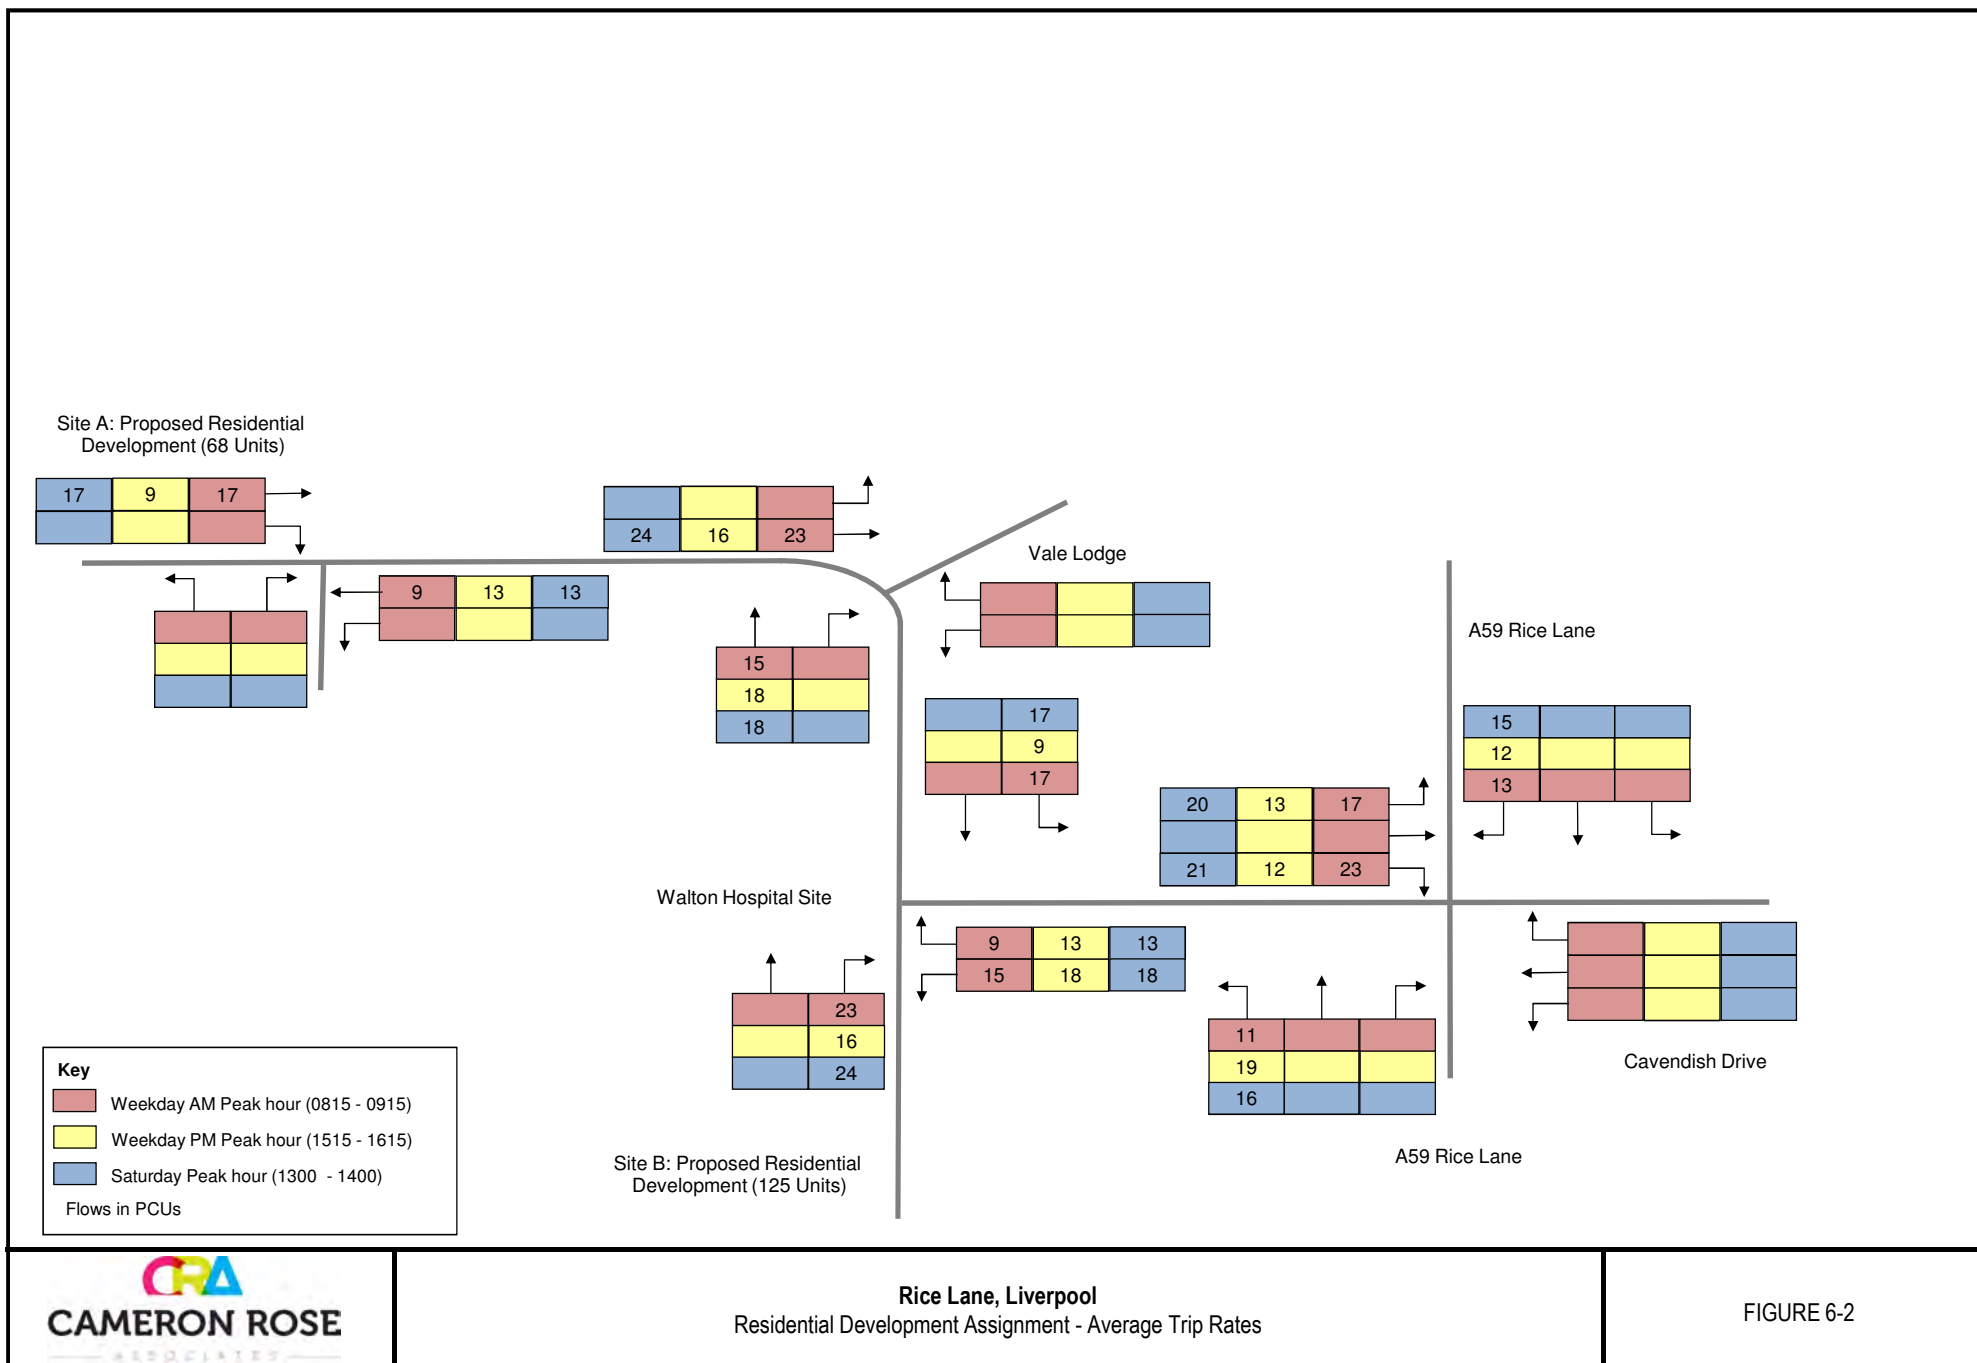 Site A: Proposed Residential
Development (68 Units)
17 9 17
24 16 23
Vale Lodge
9 13 13
A59 Rice Lane
15
18
18
17
9
17
15
12
13
20 13 17
21 12 23
Walton Hospital Site
9 13 13
15 18 18
23
16
24
11
19
16
Cavendish Drive
Key
Weekday AM Peak hour (0815 - 0915)
Weekday PM Peak hour (1515 - 1615)
Saturday Peak hour (1300 - 1400)
Flows in PCUs
Site B: Proposed Residential
Development (125 Units)
A59 Rice Lane
CRA
CAMERON ROSE
ASSOCIATES
Rice Lane, Liverpool
Residential Development Assignment - Average Trip Rates
FIGURE 6-2